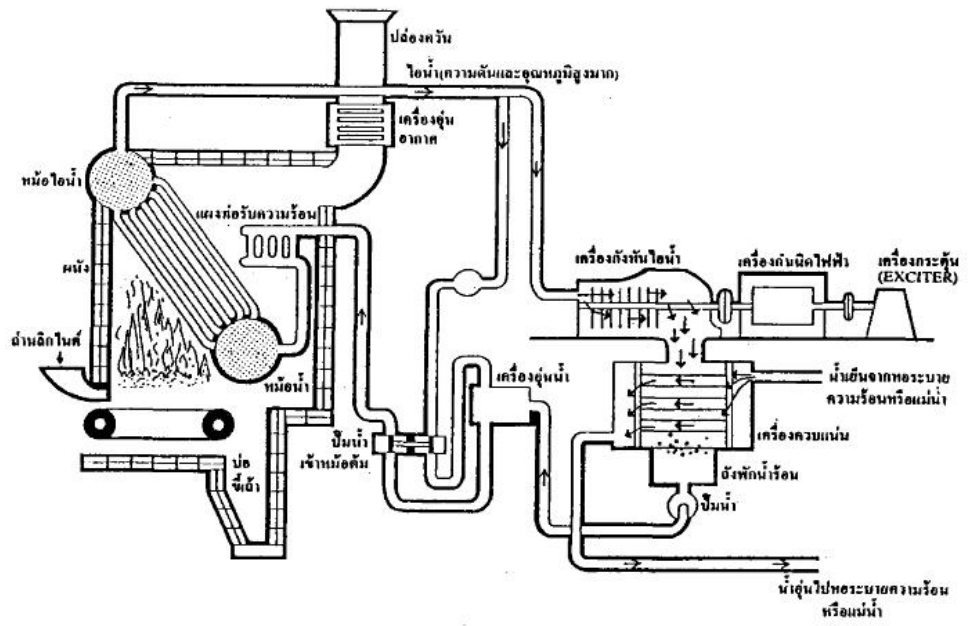 ปล่องควัน
ไอน้ำ(ความดันและอุณหภูมิสูงมาก)
เครื่องอุ่น
อากาศ
หม้อไอน้ำ
แผงท่อรับความร้อน
ผนัง
เครื่องกังหันไอน้ำ
เครื่องกำเนิดไฟฟ้า
เครื่องกระตุ้น
(EXCITER)
ถ่านลิกไนต์
หม้อน้ำ
เครื่องอุ่นน้ำ
น้ำเย็นจากหอระบาย
ความร้อนหรือแม่น้ำ
ปั๊มน้ำ
เข้าหม้อต้ม
เครื่องควบแน่น
บ่อ
ขี้เถ้า
ถังพักน้ำร้อน
ปั๊มน้ำ
น้ำอุ่นไปหอระบายความร้อน
หรือแม่น้ำ